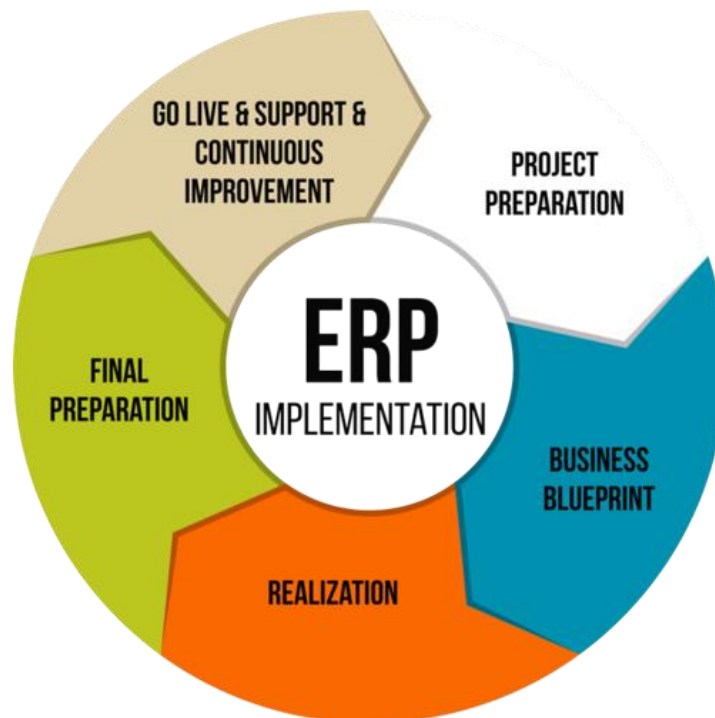 GO LIVE & SUPPORT &
CONTINUOUS
IMPROVEMENT
PROJECT
PREPARATION
ERP
IMPLEMENTATION
FINAL
PREPARATION
BUSINESS
BLUEPRINT
REALIZATION